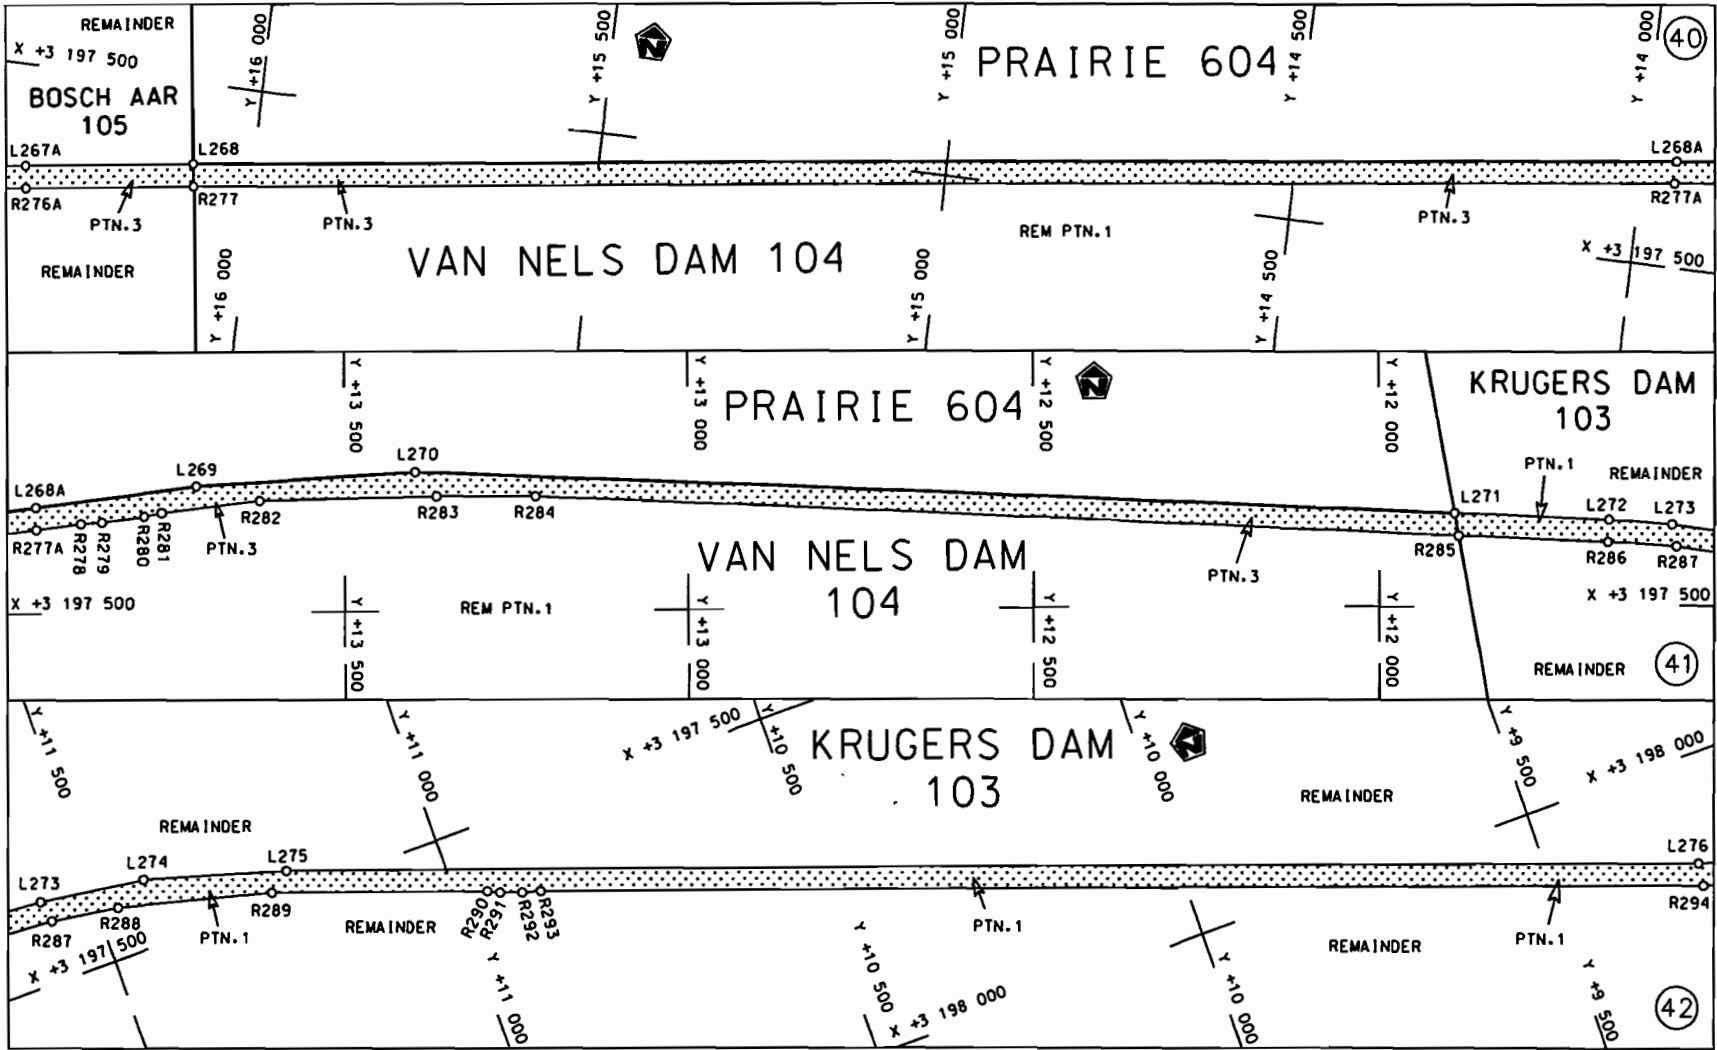 REMAINDER
X +3 197 500
BOSCH AAR
105
L267A
L268
R276A
R277
PTN.3
REMAINDER
Y +16 000
Y +15 500
N
Y +15 000
PRAIRIE 604
Y +14 500
Y +14 000
40
L268A
R277A
PTN.3
PTN.3
REM PTN.1
VAN NELS DAM 104
Y +16 000
Y +15 000
Y +14 500
X +3 197 500
Y +13 500
Y +13 000
PRAIRIE 604
Y +12 500
N
Y +12 000
KRUGERS DAM
103
PTN.1
REMAINDER
L268A
L269
L270
L271
L272
L273
R277A
R278
R279
R280
R281
PTN.3
R282
R283
R284
R285
R286
R287
VAN NELS DAM
104
PTN.3
X +3 197 500
REM PTN.1
X +3 197 500
Y +13 500
Y +13 000
Y +12 500
Y +12 000
REMAINDER
41
Y +11 500
Y +11 000
X +3 197 500
Y +10 500
KRUGERS DAM
103
Y +10 000
N
Y +9 500
X +3 198 000
REMAINDER
REMAINDER
L273
L274
L275
L276
R287
R288
PTN.1
R289
REMAINDER
R290
R291
R292
R293
PTN.1
REMAINDER
PTN.1
R294
X +3 197 500
Y +11 000
Y +10 500
X +3 198 000
Y +10 000
Y +9 500
42